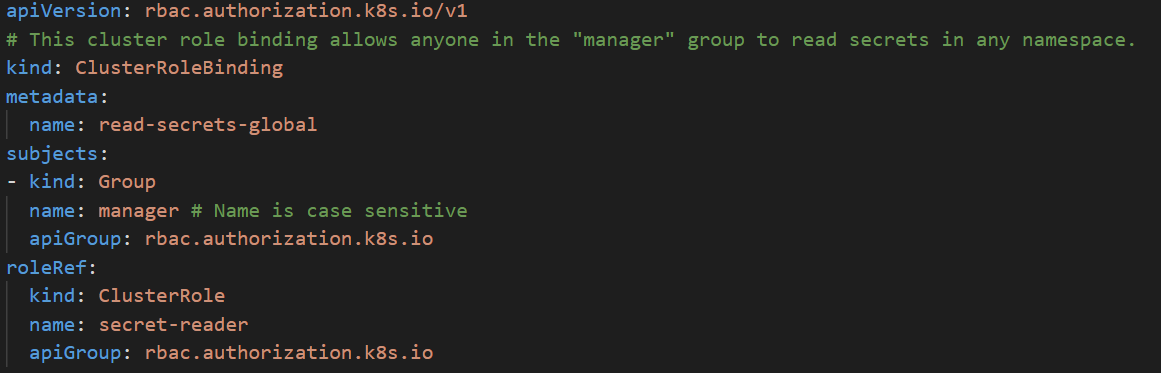 apiVersion: rbac.authorization.k8s.io/v1
# This cluster role binding allows anyone in the "manager" group to read secrets in any namespace.
kind: ClusterRoleBinding
metadata:
  name: read-secrets-global
subjects:
- kind: Group
  name: manager # Name is case sensitive
  apiGroup: rbac.authorization.k8s.io
roleRef:
  kind: ClusterRole
  name: secret-reader
  apiGroup: rbac.authorization.k8s.io